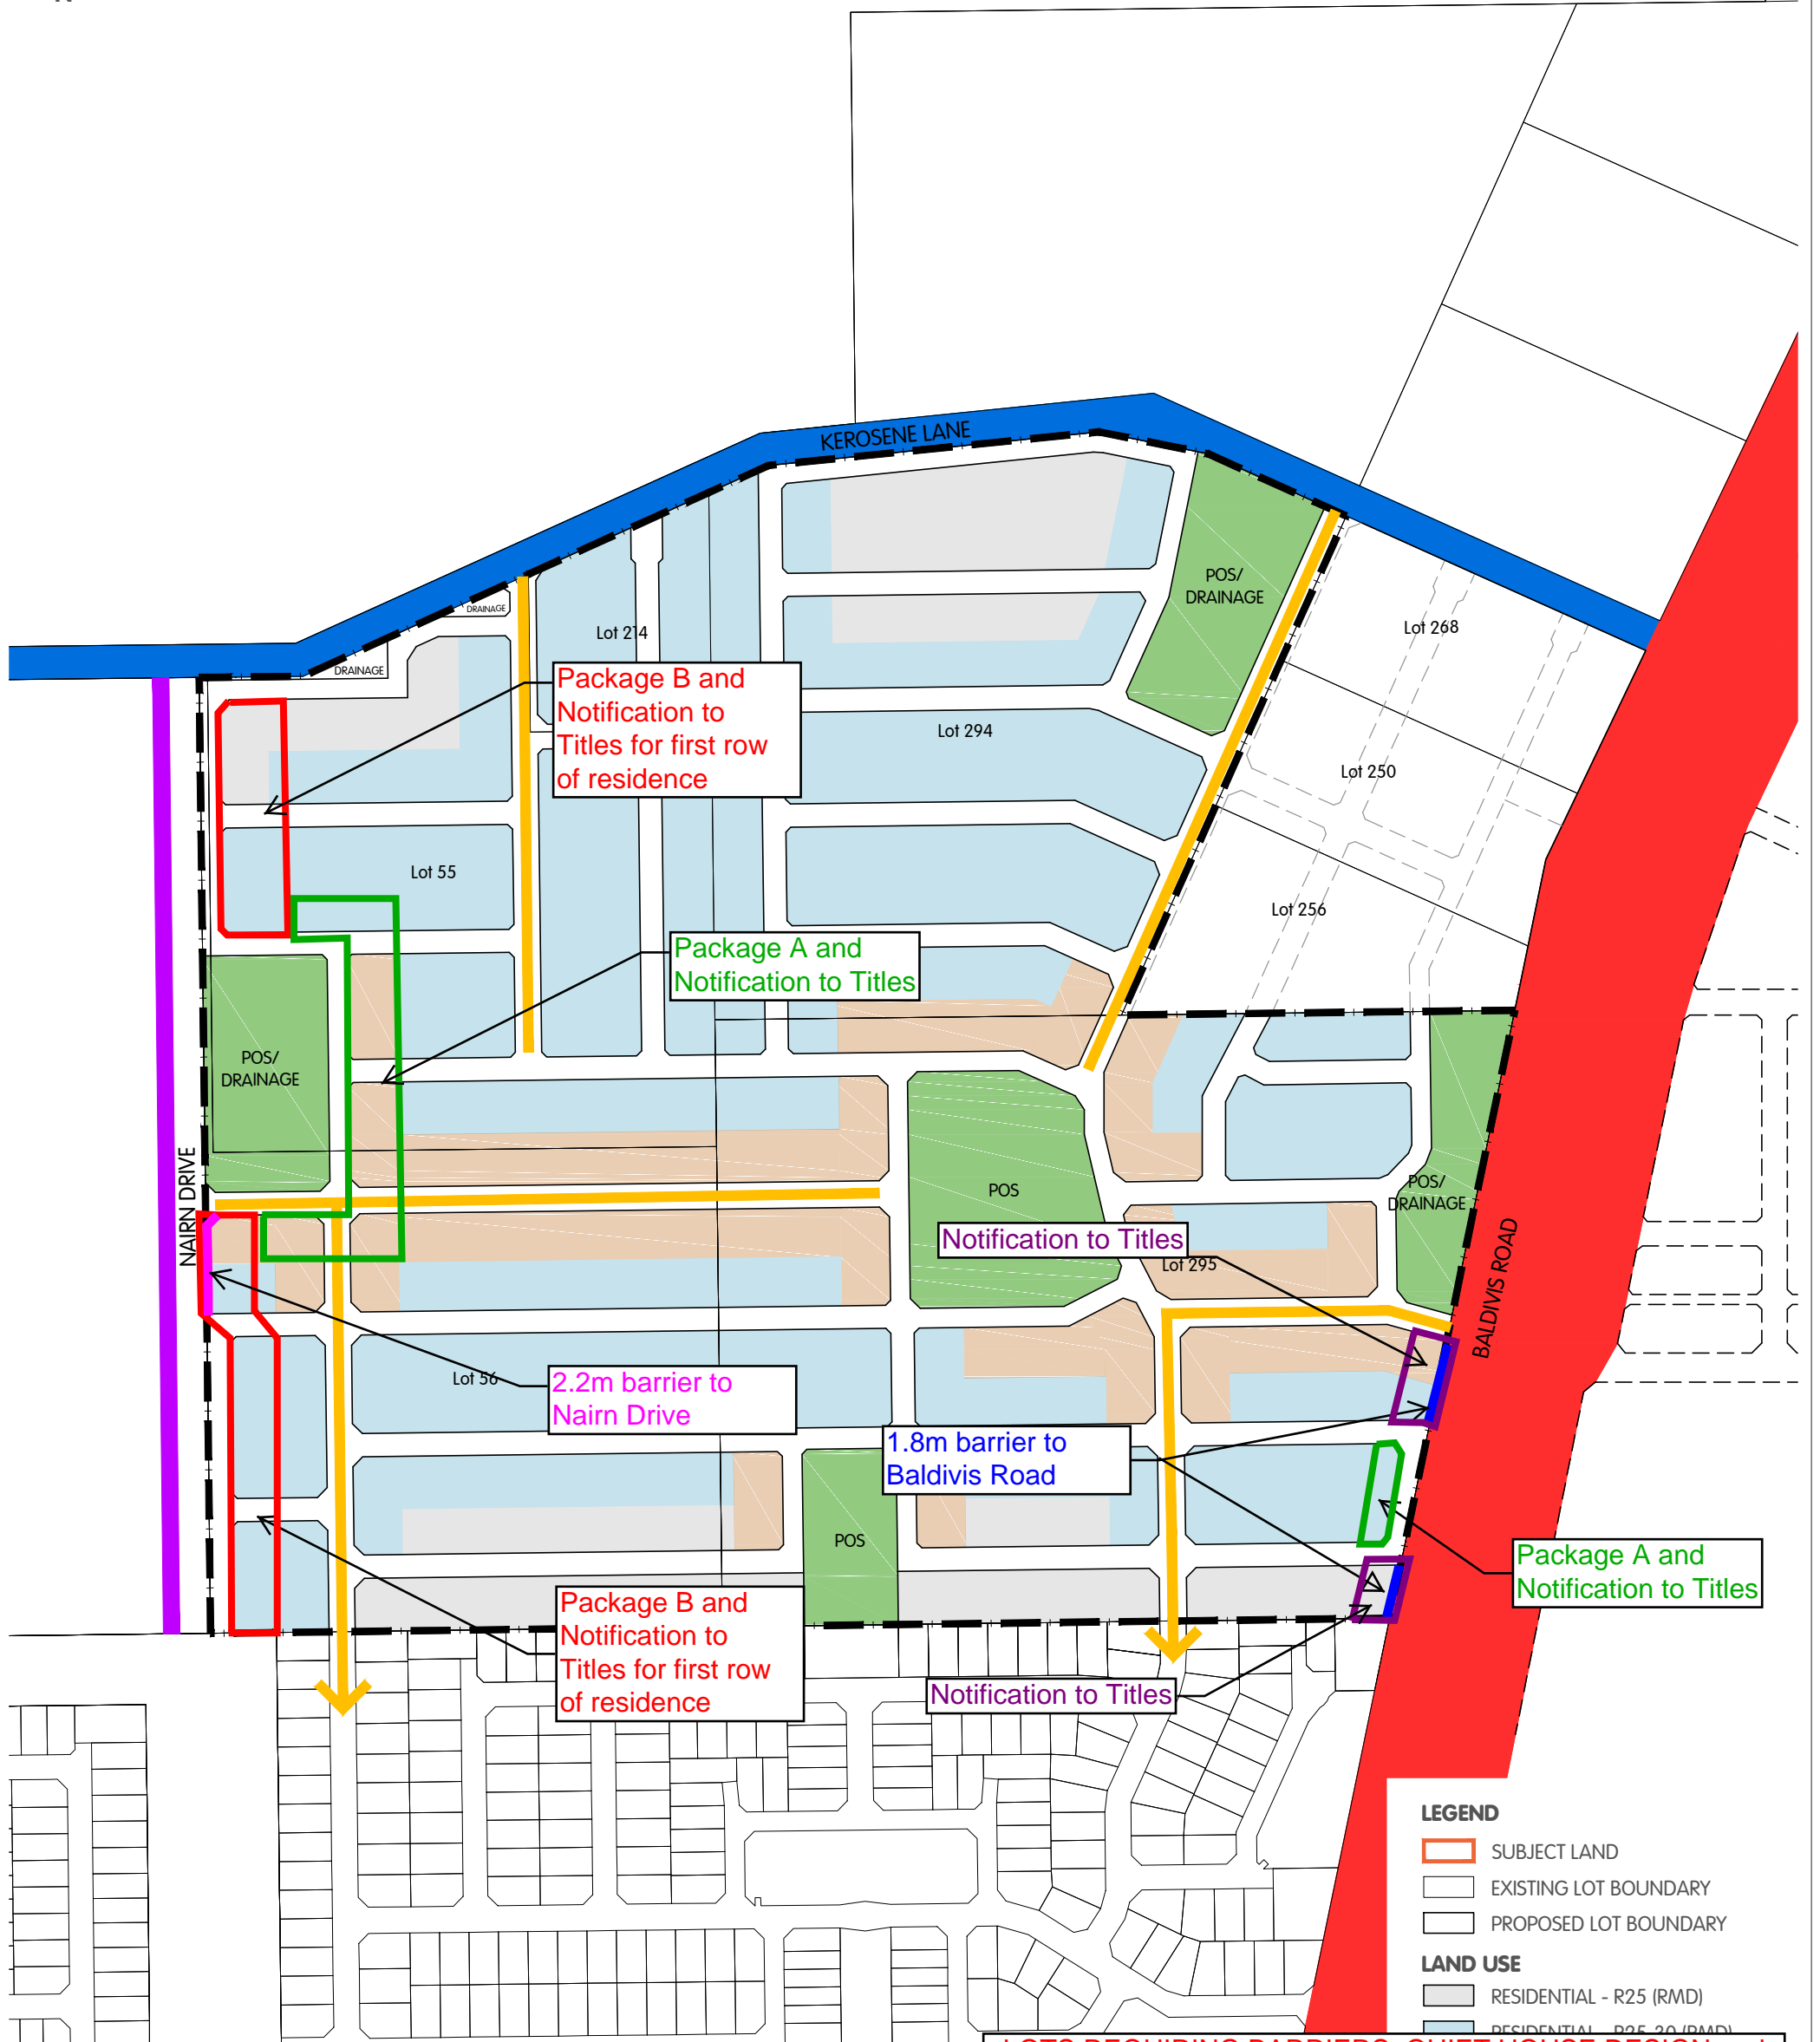 KEROSENE LANE
POS/
DRAINAGE
DRAINAGE
Lot 214
Lot 268
DRAINAGE
Package B and
Notification to
Titles for first row
of residence
Lot 294
Lot 250
Lot 55
Lot 256
Package A and
Notification to Titles
POS/
DRAINAGE
NAIRN DRIVE
POS
POS/
DRAINAGE
Notification to Titles
Lot 295
BALDIVIS ROAD
Lot 56
2.2m barrier to
Nairn Drive
1.8m barrier to
Baldivis Road
POS
Package A and
Notification to Titles
Package B and
Notification to
Titles for first row
of residence
Notification to Titles
LEGEND
SUBJECT LAND
EXISTING LOT BOUNDARY
PROPOSED LOT BOUNDARY
LAND USE
RESIDENTIAL - R25 (RMD)